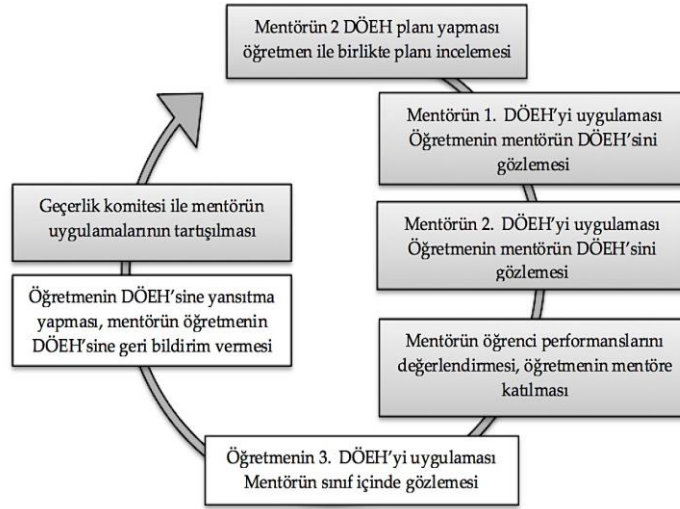 Mentörün 2 DÖEH planı yapması
öğretmen ile birlikte planı incelemesi
Mentörün 1. DÖEH'yi uygulaması
Öğretmenin mentörün DÖEH'sini
gözlemesi
Mentörün 2. DÖEH'yi uygulaması
Öğretmenin mentörün DÖEH'sini
gözlemesi
Mentörün öğrenci performanslarını
değerlendirmesi, öğretmenin mentöre
katılması
Öğretmenin 3. DÖEH'yi uygulaması
Mentörün sınıf içinde gözlemesi
Öğretmenin DÖEH'sine yansıtma
yapması, mentörün öğretmenin
DÖEH'sine geri bildirim vermesi
Geçerlik komitesi ile mentörün
uygulamalarının tartışılması